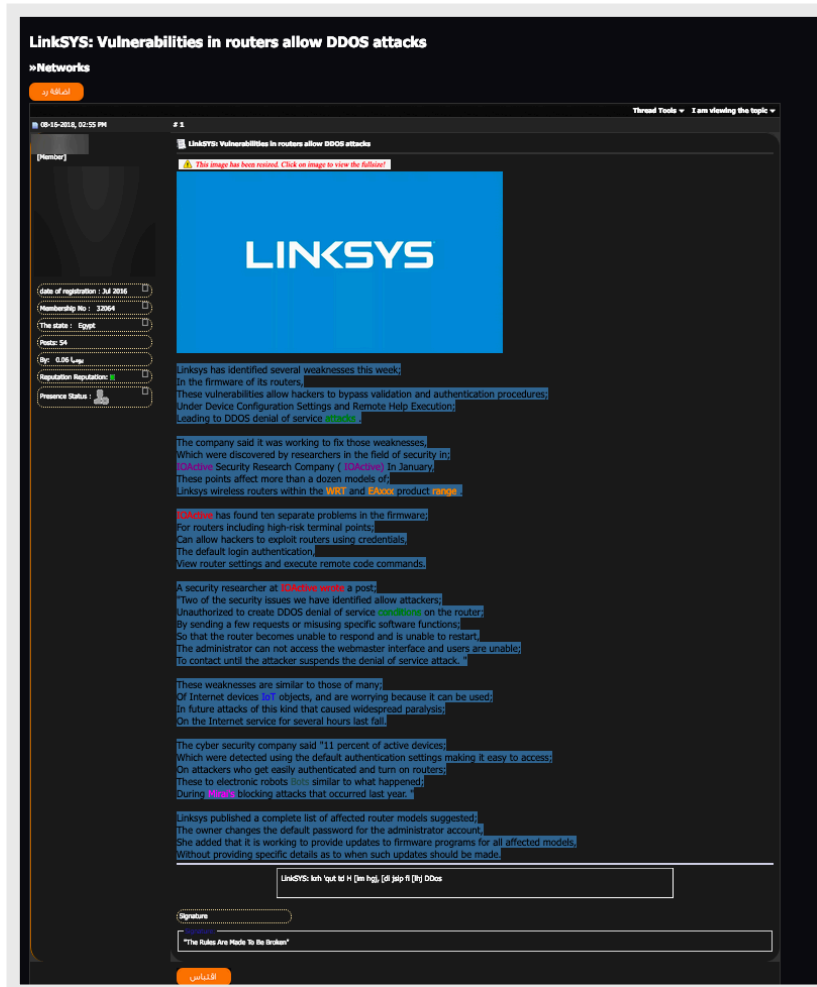 LinkSYS: Vulnerabilities in routers allow DDOS attacks
»Networks
اضافة رد
Thread Tools I am viewing the topic
08-16-2018, 02:55 PM # 1
LinkSYS: Vulnerabilities in routers allow DDOS attacks
[Member]
This image has been resized. Click on image to view the fullsize!
LINKSYS
date of registration : Jul 2016
Membership No : 32064
The state : Egypt
Posts: 54
By: 0.06 يوميا
Reputation Reputation:
Presence Status :
Linksys has identified several weaknesses this week;
In the firmware of its routers,
These vulnerabilities allow hackers to bypass validation and authentication procedures;
Under Device Configuration Settings and Remote Help Execution;
Leading to DDOS denial of service attacks .
The company said it was working to fix those weaknesses,
Which were discovered by researchers in the field of security in;
IOActive Security Research Company ( IOActive) In January,
These points affect more than a dozen models of;
Linksys wireless routers within the WRT and EAxxx product range .
IOActive has found ten separate problems in the firmware;
For routers including high-risk terminal points;
Can allow hackers to exploit routers using credentials,
The default login authentication,
View router settings and execute remote code commands.
A security researcher at IOActive wrote a post;
"Two of the security issues we have identified allow attackers;
Unauthorized to create DDOS denial of service conditions on the router;
By sending a few requests or misusing specific software functions;
So that the router becomes unable to respond and is unable to restart,
The administrator can not access the webmaster interface and users are unable;
To contact until the attacker suspends the denial of service attack. "
These weaknesses are similar to those of many;
Of Internet devices IoT objects, and are worrying because it can be used;
In future attacks of this kind that caused widespread paralysis;
On the Internet service for several hours last fall.
The cyber security company said "11 percent of active devices;
Which were detected using the default authentication settings making it easy to access;
On attackers who get easily authenticated and turn on routers;
These to electronic robots Bots similar to what happened;
During blocking attacks that occurred last year. "
Linksys published a complete list of affected router models suggested;
The owner changes the default password for the administrator account,
She added that it is working to provide updates to firmware programs for all affected models,
Without providing specific details as to when such updates should be made.
LinkSYS: 'qut td H [im hgj, [di jsip fi [lhj DDos
Signature
"The Rules Are Made To Be Broken"
اقتباس